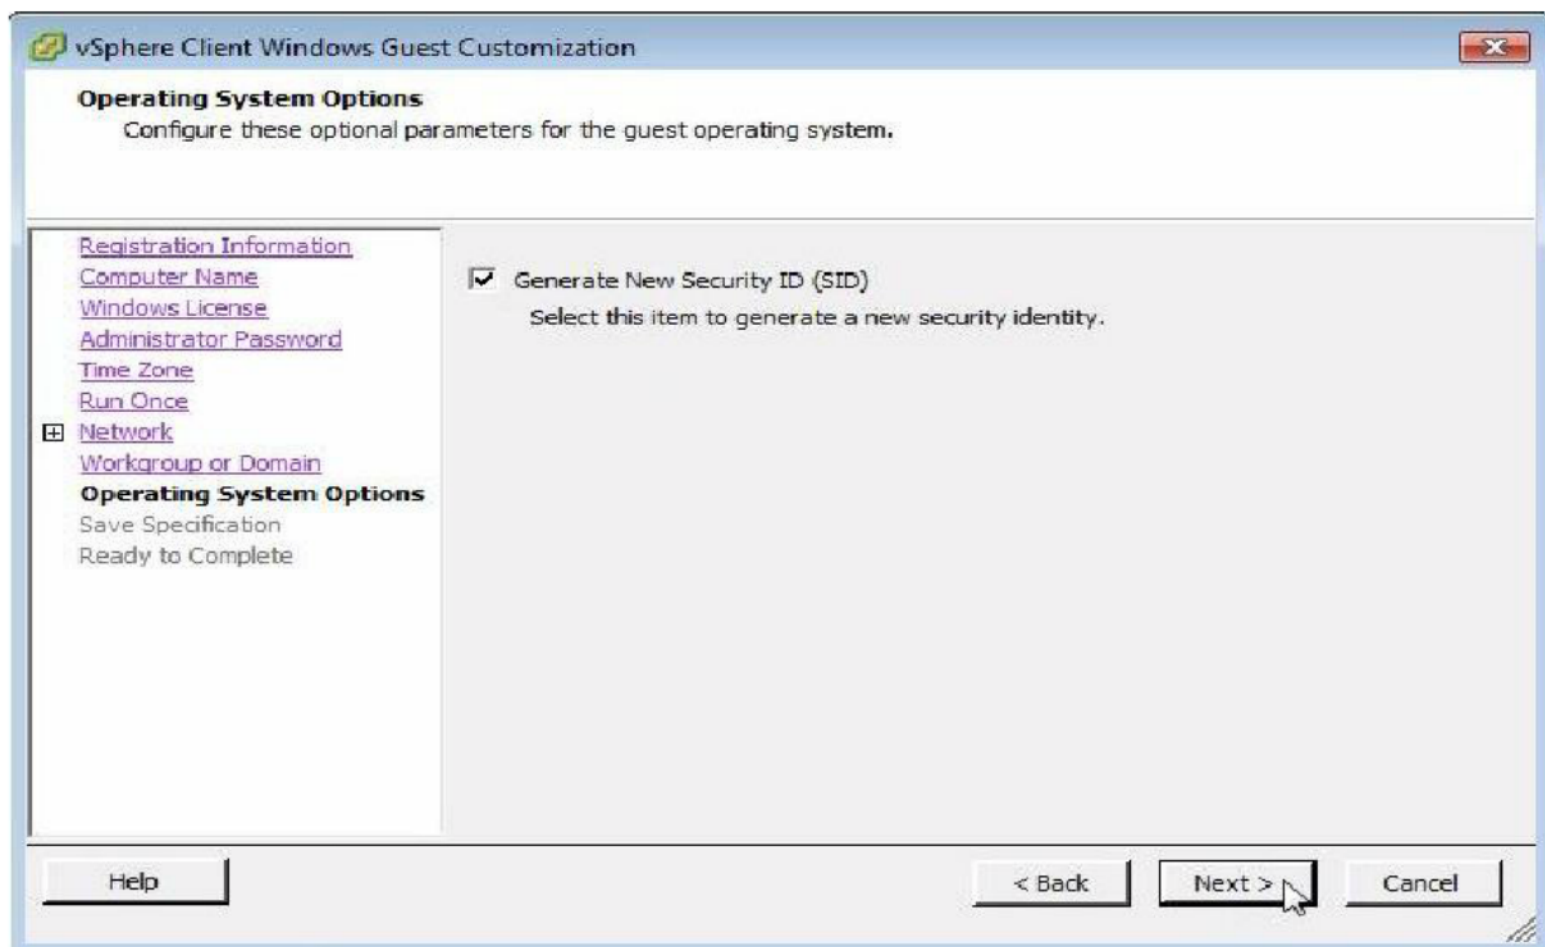 vSphere Client Windows Guest Customization
Operating System Options
Configure these optional parameters for the guest operating system.
Registration Information
Computer Name
Windows License
Administrator Password
Time Zone
Run Once
Network
Workgroup or Domain
Operating System Options
Save Specification
Ready to Complete
Generate New Security ID (SID)
Select this item to generate a new security identity.
Help
< Back
Next >
Cancel